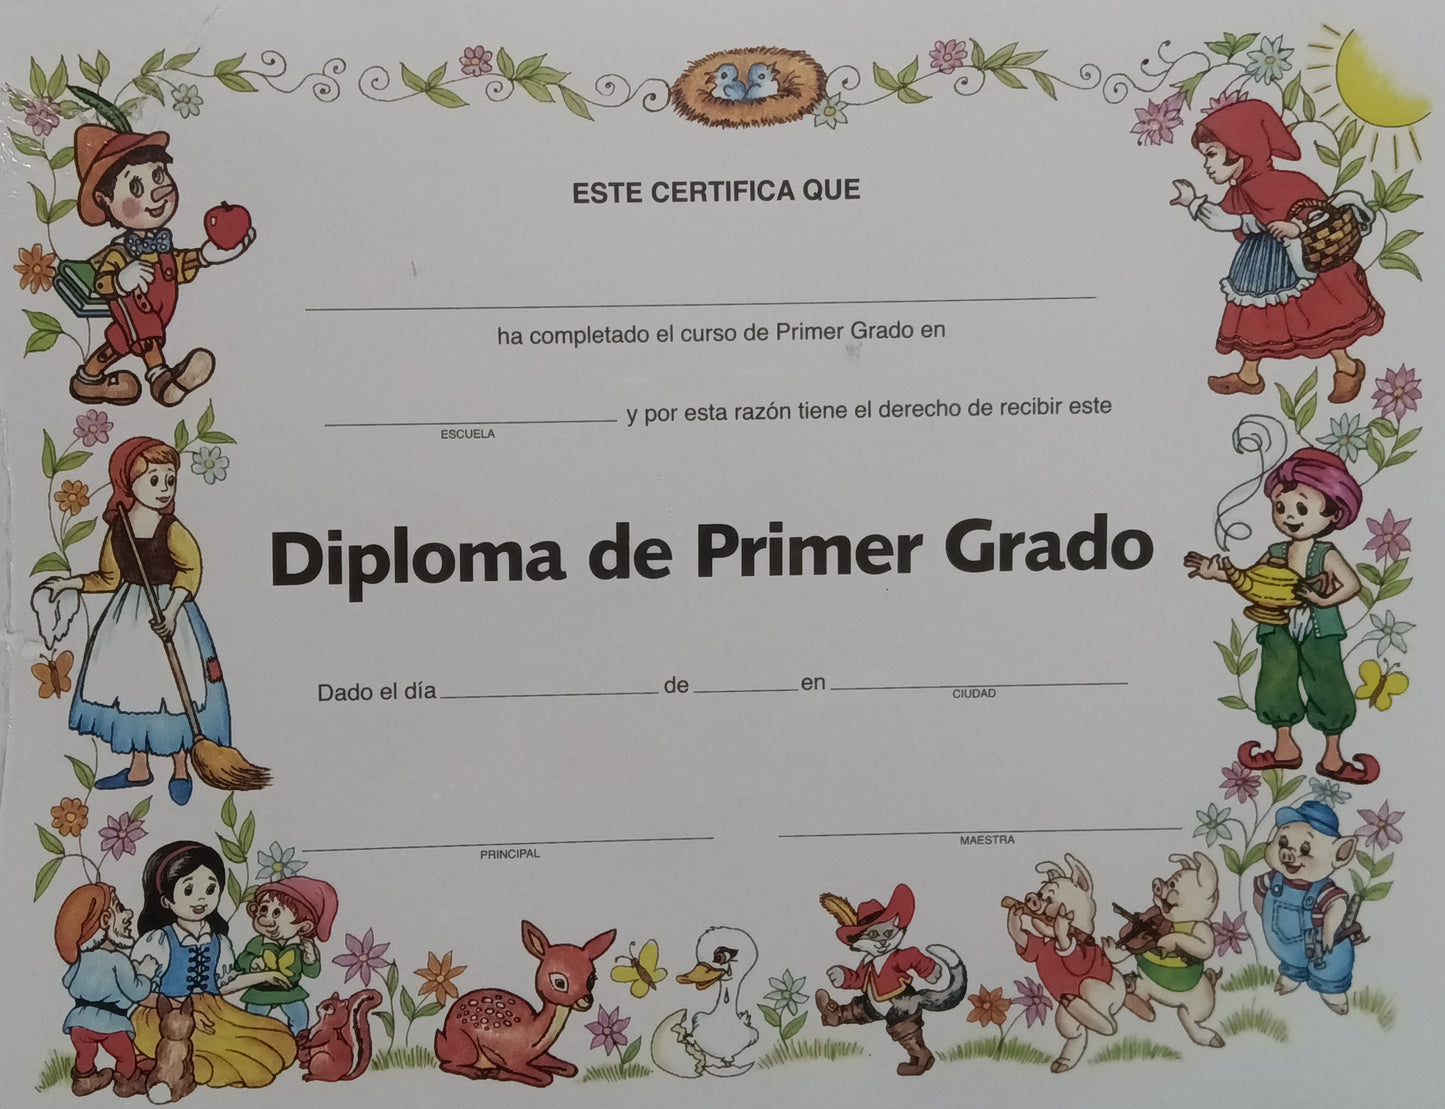 ESTE CERTIFICA QUE
ha completado el curso de Primer Grado en
y por esta razón tiene el derecho de recibir este
ESCUELA
Diploma de Primer Grado
Dado el día de en
CIUDAD
PRINCIPAL MAESTRA